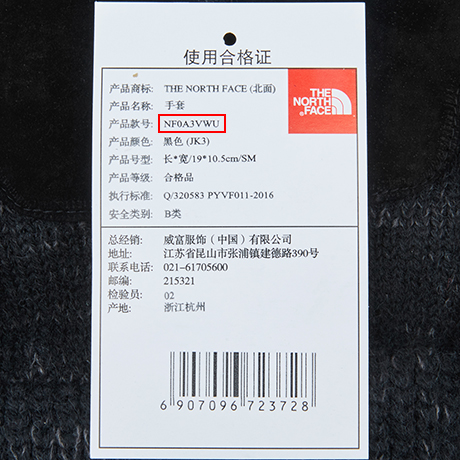 使用合格证
产品商标: THE NORTH FACE (北面)
产品名称: 手套
产品款号: NF0A3VWU
产品颜色: 黑色 (JK3)
产品号型: 长*宽/19*10.5cm/SM
产品等级: 合格品
执行标准: Q/320583 PYVF011-2016
安全类别: B类
THE
NORTH
FACE
总经销: 威富服饰（中国）有限公司
地址: 江苏省昆山市张浦镇建德路390号
联系电话: 021-61705600
邮编: 215321
检验员: 02
产地: 浙江杭州
6 907096 723728